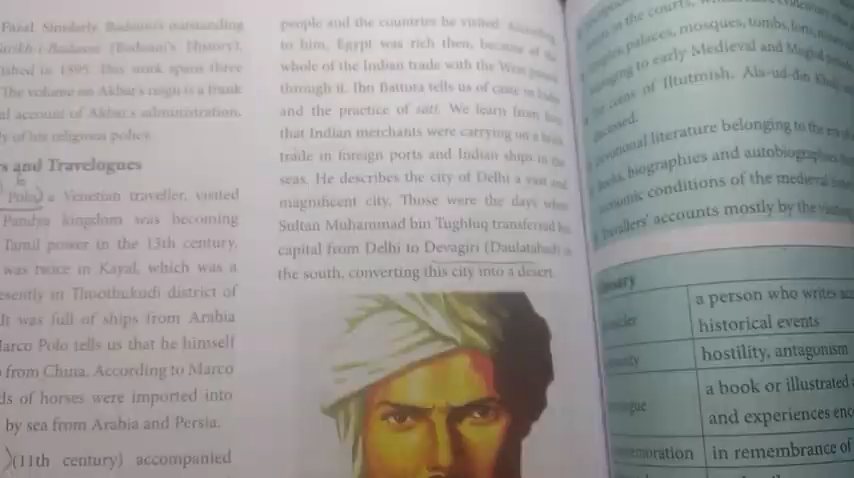 Fazal. Similarly, Badauni's outstanding
Tarikh-i-Badauni (Badauni's History),
published in 1595. This work spans three
The volume on Akbar's reign is a frank
account of Akbar's administration,
of his religious policy.
and Travelogues
Polo, a Venetian traveller, visited
Pandya kingdom was becoming
Tamil power in the 13th century.
was twice in Kayal, which was a
in Thoothukudi district of
It was full of ships from Arabia
Marco Polo tells us that he himself
from China. According to Marco
of horses were imported into
by sea from Arabia and Persia.
(11th century) accompanied
people and the countries he visited. According
to him, Egypt was rich then, because of the
whole of the Indian trade with the West passed
through it. Ibn Battuta tells us of caste in India
and the practice of sati. We learn from him
that Indian merchants were carrying on a brisk
trade in foreign ports and Indian ships in the
seas. He describes the city of Delhi a vast and
magnificent city. Those were the days when
Sultan Muhammad bin Tughluq transferred his
capital from Delhi to Devagiri (Daulatabad) in
the south, converting this city into a desert.
in the courts,
palaces, mosques, tombs, forts,
belonging to early Medieval and Mughal
coins of Iltutmish, Ala-ud-din Khalji
literature belonging to the
books, biographies and autobiographies
economic conditions of the medieval
Travellers' accounts mostly by the
a person who writes
historical events
hostility, antagonism
a book or illustrated
and experiences
in remembrance of